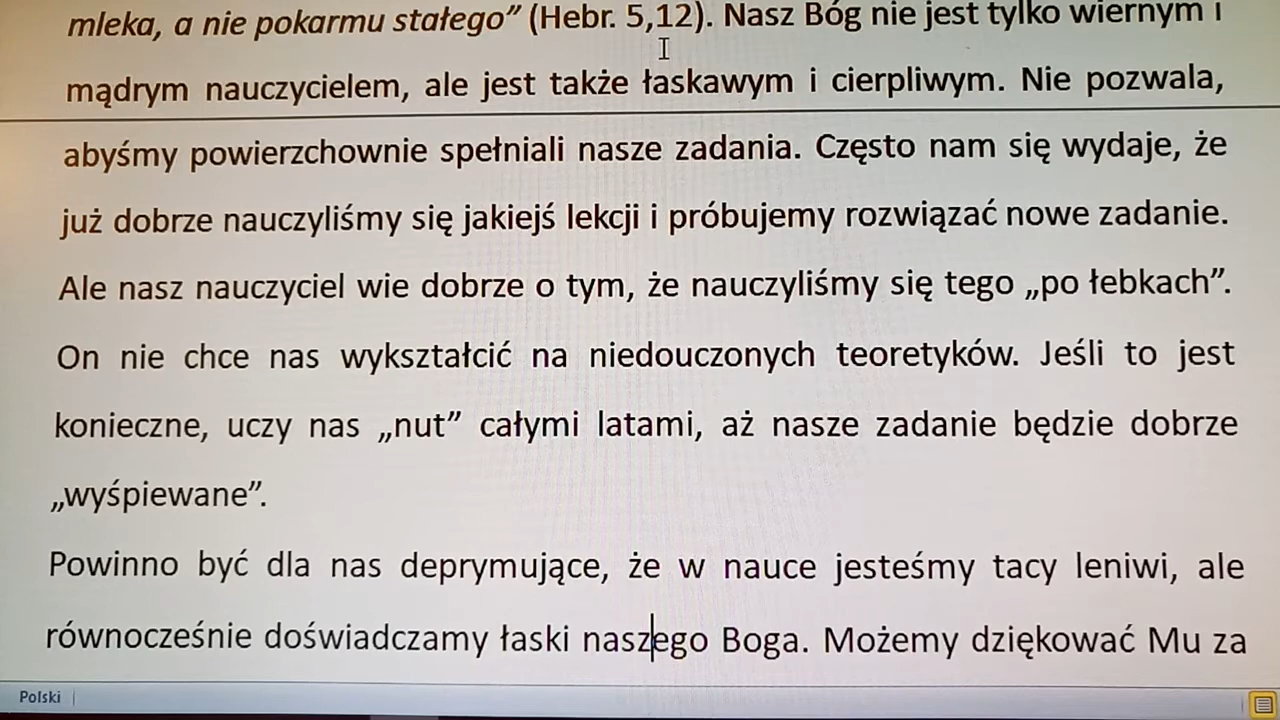 mleka, a nie pokarmu stałego” (Hebr. 5,12). Nasz Bóg nie jest tylko wiernym i
mądrym nauczycielem, ale jest także łaskawym i cierpliwym. Nie pozwala,
abyśmy powierzchownie spełniali nasze zadania. Często nam się wydaje, że
już dobrze nauczyliśmy się jakiejś lekcji i próbujemy rozwiązać nowe zadanie.
Ale nasz nauczyciel wie dobrze o tym, że nauczyliśmy się tego „po łebkach”.
On nie chce nas wykształcić na niedouczonych teoretyków. Jeśli to jest
konieczne, uczy nas „nut” całymi latami, aż nasze zadanie będzie dobrze
„wyśpiewane”.
Powinno być dla nas deprymujące, że w nauce jesteśmy tacy leniwi, ale
równocześnie doświadczamy łaski naszego Boga. Możemy dziękować Mu za
Polski